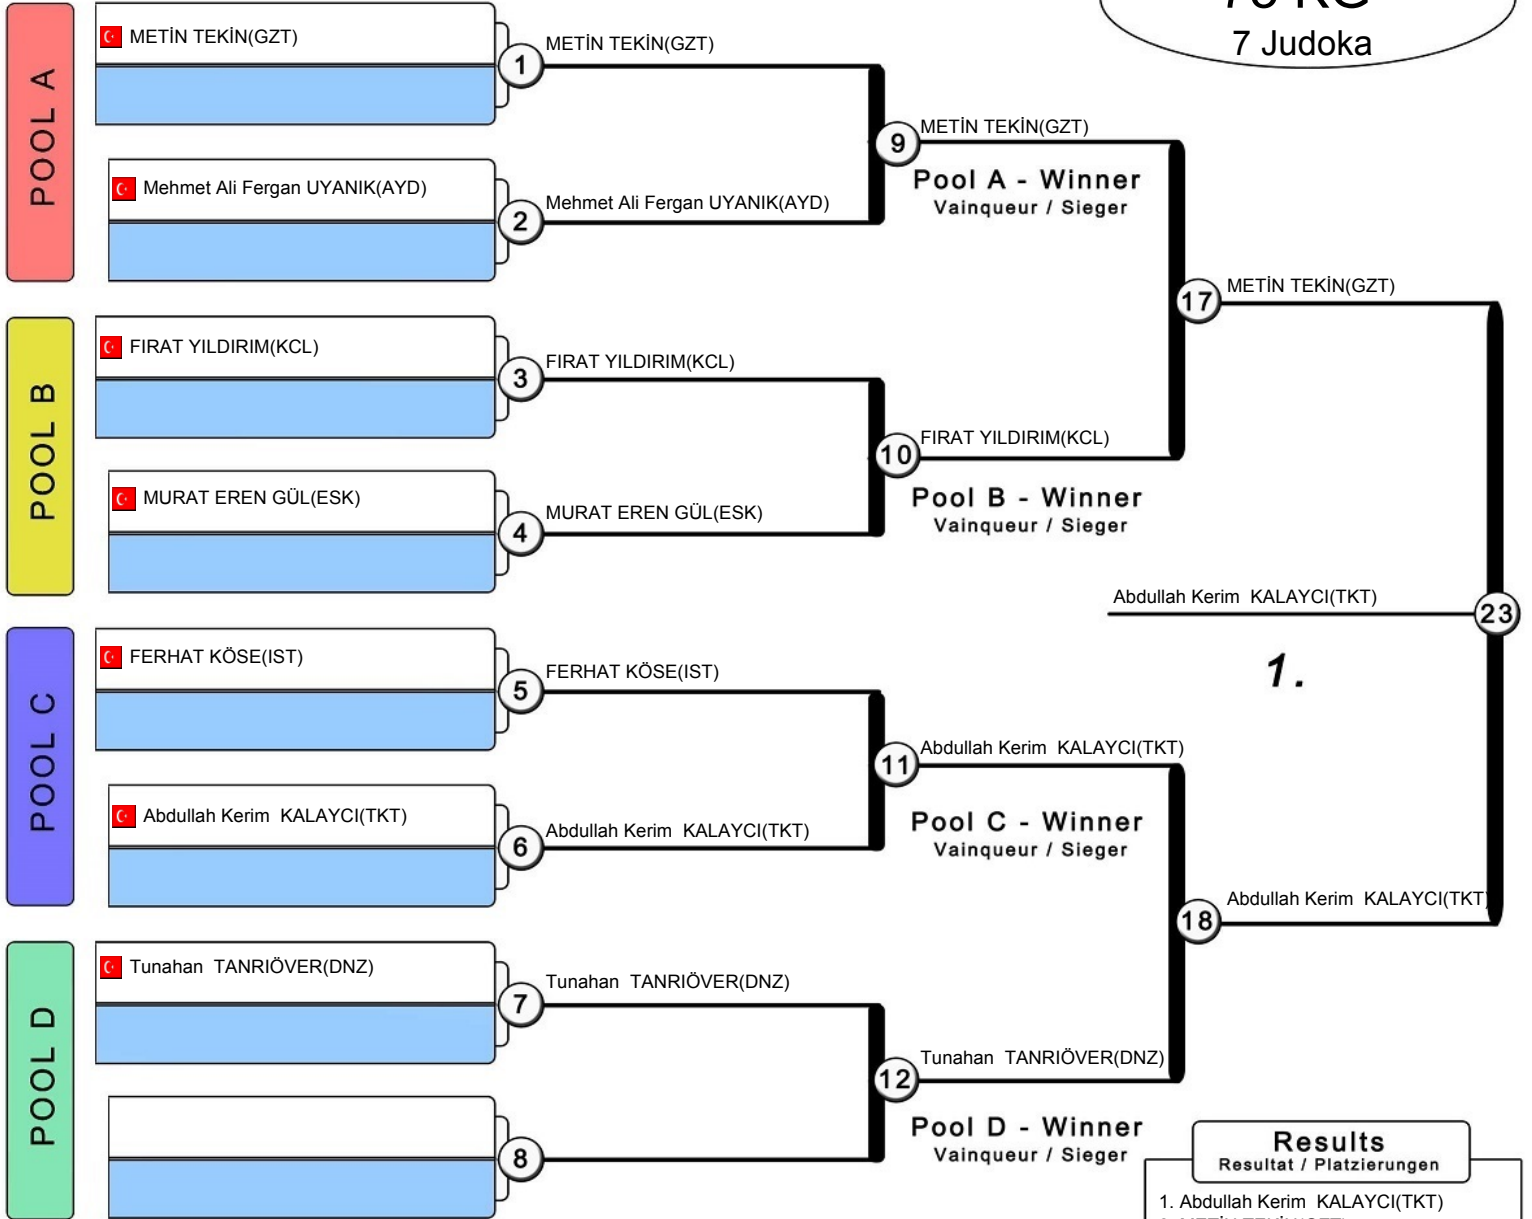 7 Judoka
POOL A
METİN TEKİN(GZT)
1
METİN TEKİN(GZT)
Mehmet Ali Fergan UYANIK(AYD)
2
Mehmet Ali Fergan UYANIK(AYD)
9
METİN TEKİN(GZT)
Pool A - Winner
Vainqueur / Sieger
POOL B
FIRAT YILDIRIM(KCL)
3
FIRAT YILDIRIM(KCL)
MURAT EREN GÜL(ESK)
4
MURAT EREN GÜL(ESK)
10
FIRAT YILDIRIM(KCL)
Pool B - Winner
Vainqueur / Sieger
17
METİN TEKİN(GZT)
POOL C
FERHAT KÖSE(IST)
5
FERHAT KÖSE(IST)
Abdullah Kerim KALAYCI(TKT)
6
Abdullah Kerim KALAYCI(TKT)
11
Abdullah Kerim KALAYCI(TKT)
Pool C - Winner
Vainqueur / Sieger
POOL D
Tunahan TANRIÖVER(DNZ)
7
Tunahan TANRIÖVER(DNZ)
8
12
Tunahan TANRIÖVER(DNZ)
Pool D - Winner
Vainqueur / Sieger
18
Abdullah Kerim KALAYCI(TKT)
Abdullah Kerim KALAYCI(TKT)
23
1.
Results
Resultat / Platzierungen
1. Abdullah Kerim KALAYCI(TKT)